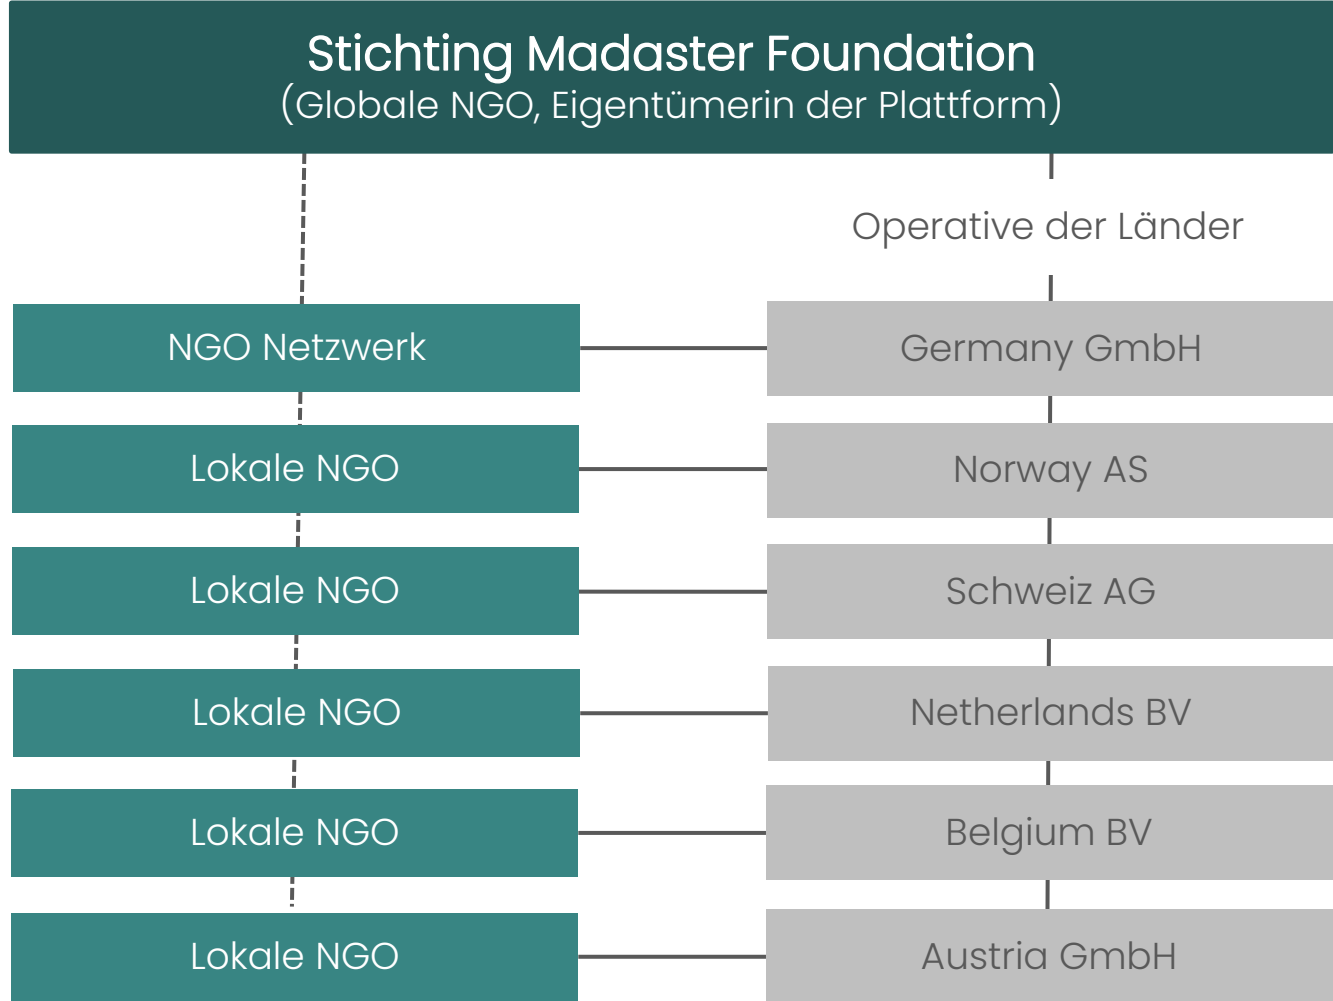 Stichting Madaster Foundation
(Globale NGO, Eigentümerin der Plattform)
Operative der Länder
NGO Netzwerk
Germany GmbH
Lokale NGO
Norway AS
Lokale NGO
Schweiz AG
Lokale NGO
Netherlands BV
Lokale NGO
Belgium BV
Lokale NGO
Austria GmbH